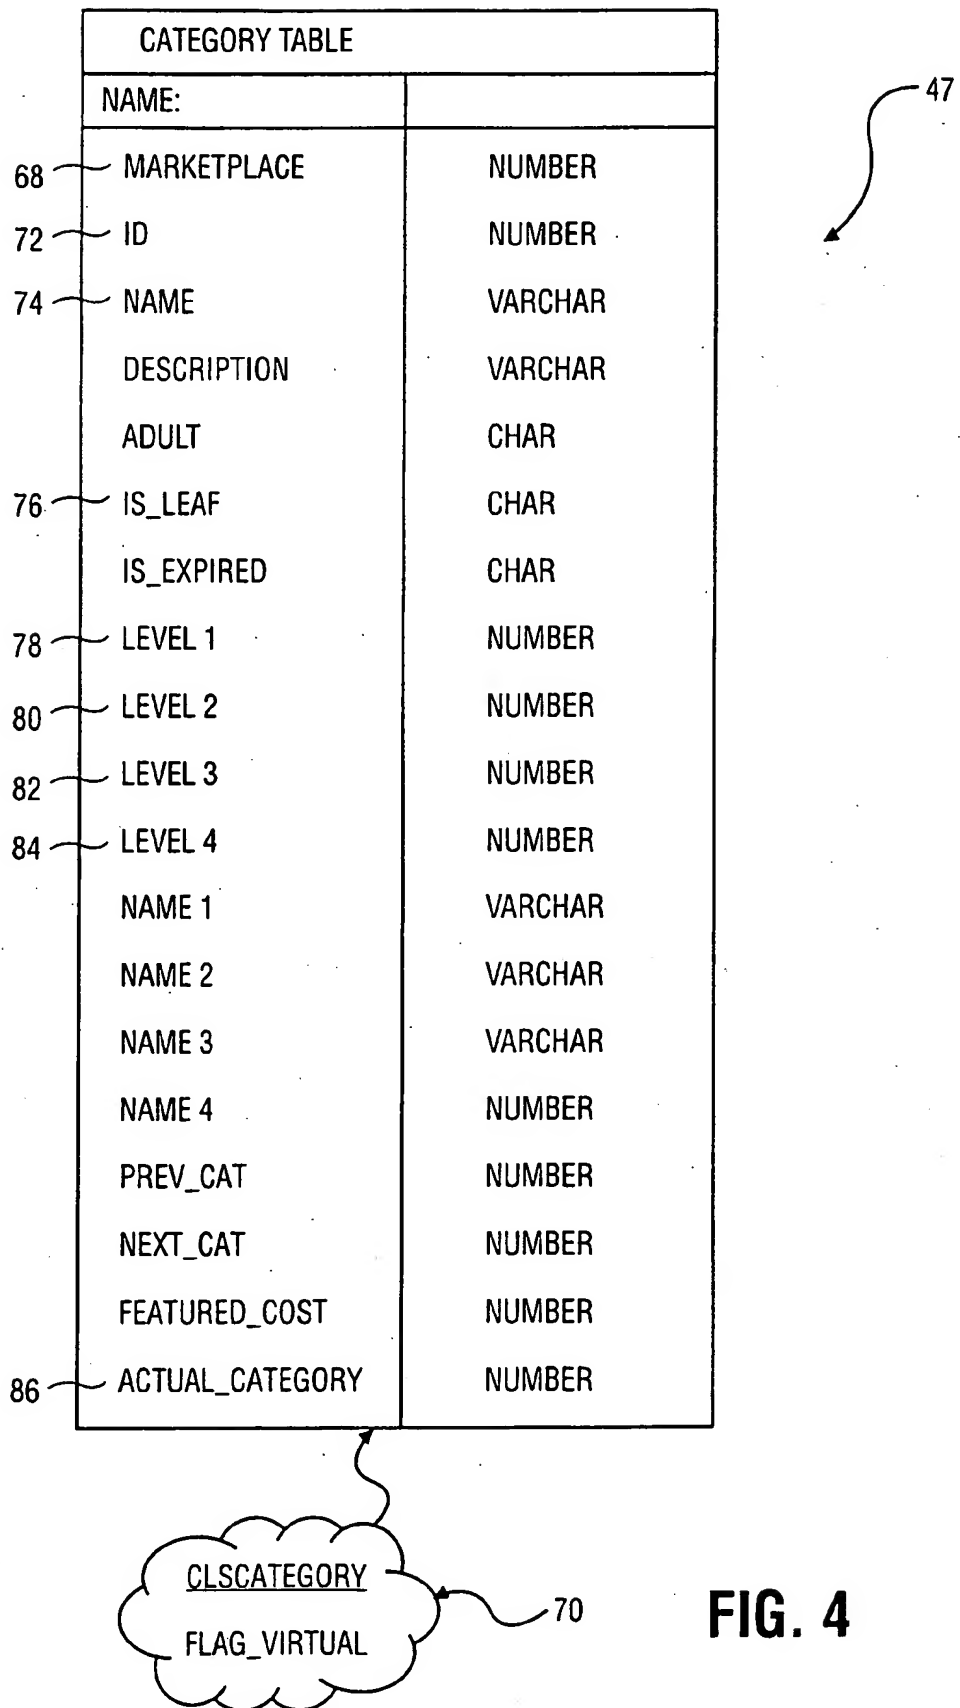 CATEGORY TABLE
NAME:
47
68 MARKETPLACE NUMBER
72 ID NUMBER
74 NAME VARCHAR
DESCRIPTION VARCHAR
ADULT CHAR
76 IS_LEAF CHAR
IS_EXPIRED CHAR
78 LEVEL 1 NUMBER
80 LEVEL 2 NUMBER
82 LEVEL 3 NUMBER
84 LEVEL 4 NUMBER
NAME 1 VARCHAR
NAME 2 VARCHAR
NAME 3 VARCHAR
NAME 4 NUMBER
PREV_CAT NUMBER
NEXT_CAT NUMBER
FEATURED_COST NUMBER
86 ACTUAL_CATEGORY NUMBER
CLSCATEGORY
FLAG_VIRTUAL
70
FIG. 4